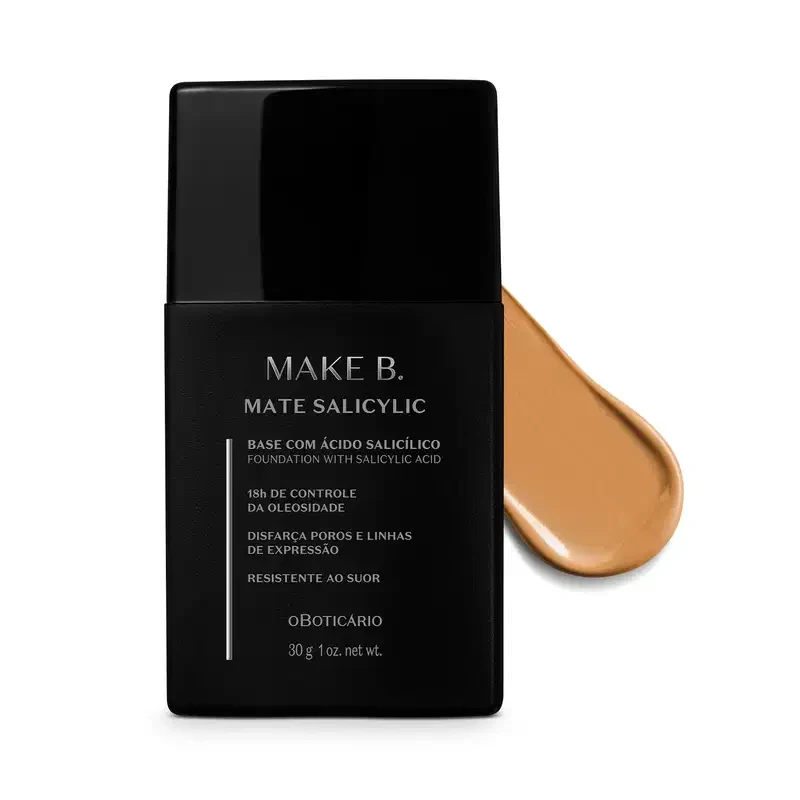 MAKE B.
MATE SALICYLIC
BASE COM ÁCIDO SALICÍLICO
FOUNDATION WITH SALICYLIC ACID
18h DE CONTROLE
DA OLEOSIDADE
DISFARÇA POROS E LINHAS
DE EXPRESSÃO
RESISTENTE AO SUOR
oBOTICÁRIO
30 g 1 oz. net wt.